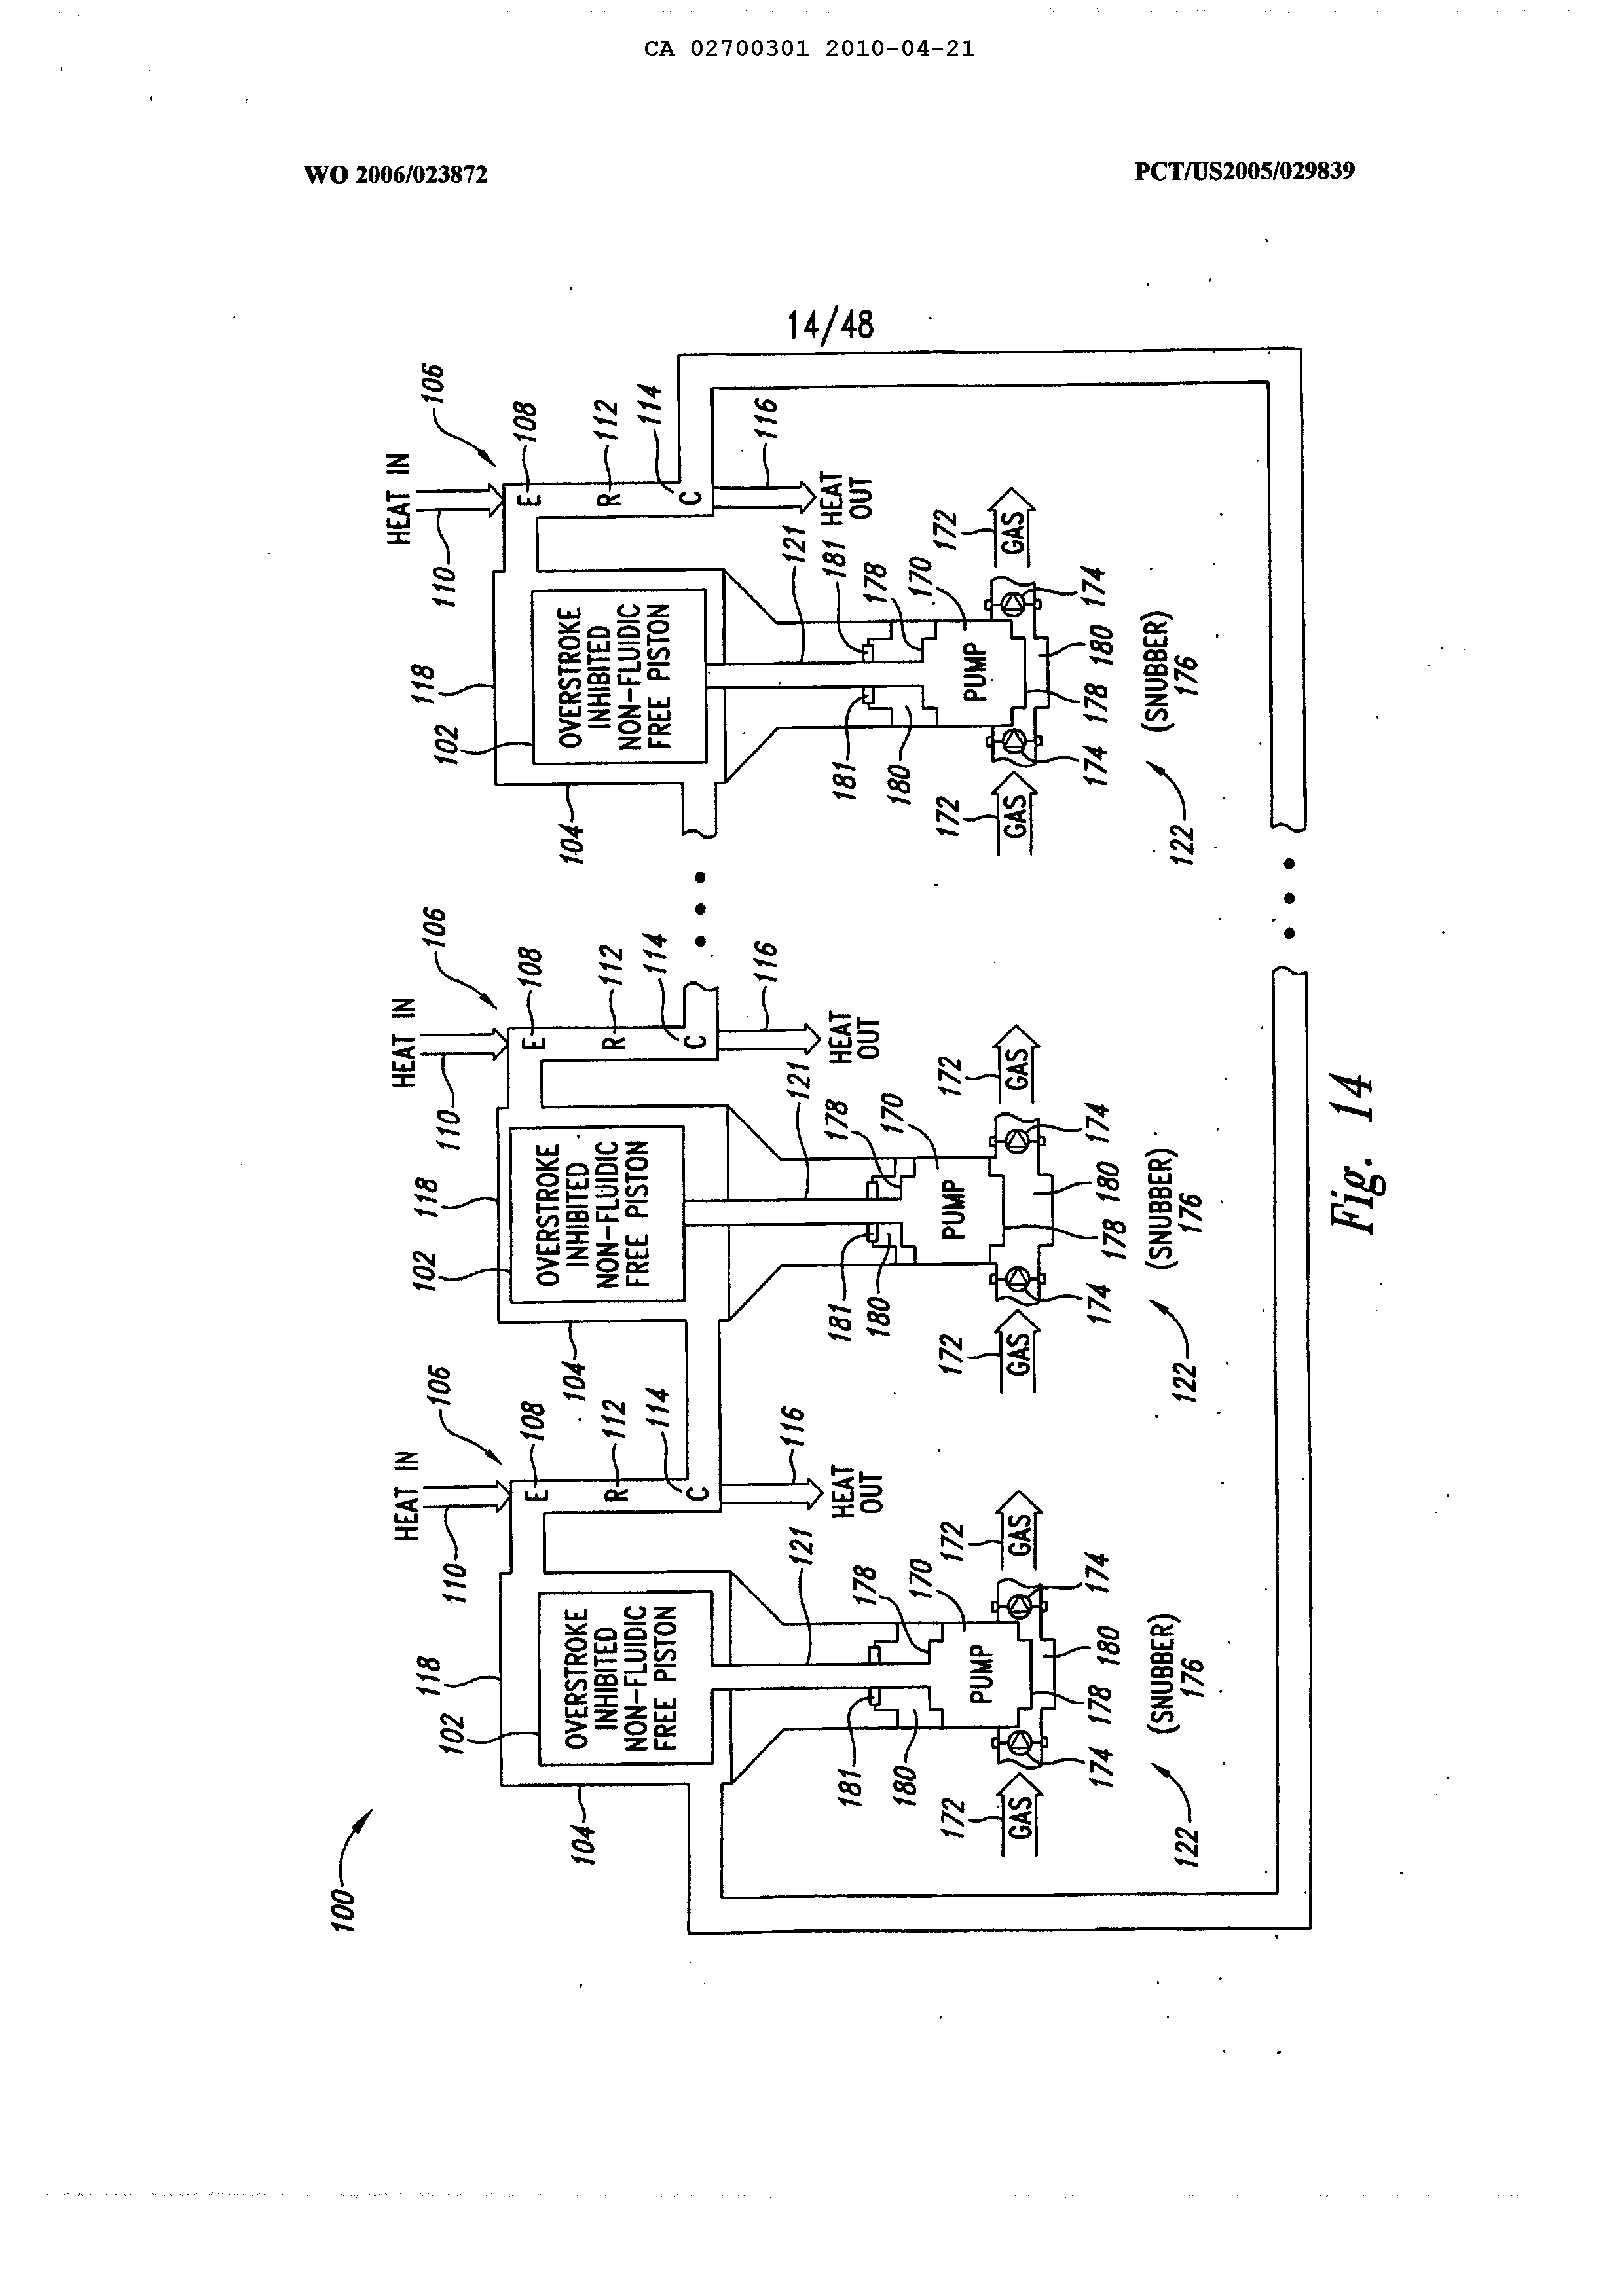 CA 02700301 2010-04-21
WO 2006/023872
PCT/US2005/029839
14/48
100
HEAT IN
HEAT IN
HEAT IN
110
106
110
106
110
106
118
118
118
102
108
102
108
102
108
E
E
E
OVERSTROKE
INHIBITED
NON-FLUIDIC
FREE PISTON
OVERSTROKE
INHIBITED
NON-FLUIDIC
FREE PISTON
OVERSTROKE
INHIBITED
NON-FLUIDIC
FREE PISTON
104
R
112
104
R
112
104
R
112
C
114
C
114
C
114
116
116
116
HEAT
OUT
HEAT
OUT
HEAT
OUT
121
121
121
181
178
181
178
181
181
178
180
170
180
170
180
170
PUMP
PUMP
PUMP
172
172
172
172
172
172
GAS
GAS
GAS
GAS
GAS
GAS
174
178
180
174
174
178
180
174
174
178
180
174
(SNUBBER)
176
(SNUBBER)
176
(SNUBBER)
176
122
122
122
Fig. 14